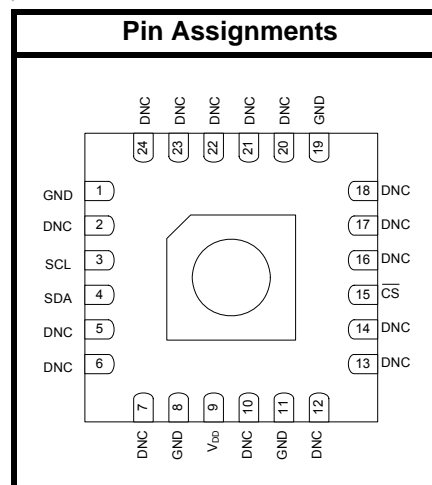 Pin Assignments
DNC DNC DNC DNC DNC GND
24 23 22 21 20 19
GND 1 18 DNC
DNC 2 17 DNC
SCL 3 16 DNC
SDA 4 15 CS
DNC 5 14 DNC
DNC 6 13 DNC
7 8 9 10 11 12
DNC GND VDD DNC GND DNC